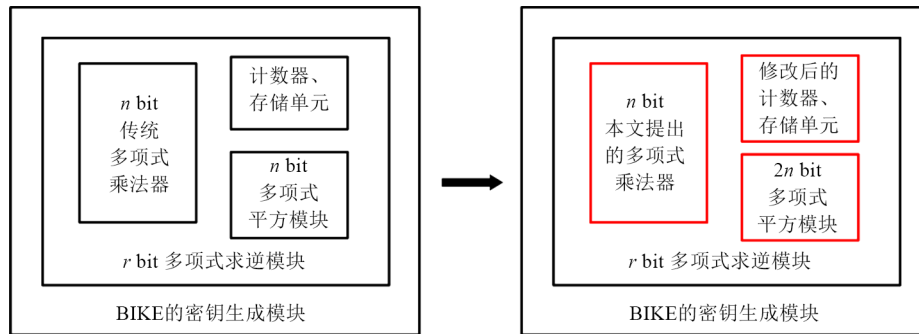 n bit
传统
多项式
乘法器
计数器、
存储单元
n bit
多项式
平方模块
r bit 多项式求逆模块
BIKE的密钥生成模块
n bit
本文提出
的多项式
乘法器
修改后的
计数器、
存储单元
2n bit
多项式
平方模块
r bit 多项式求逆模块
BIKE的密钥生成模块